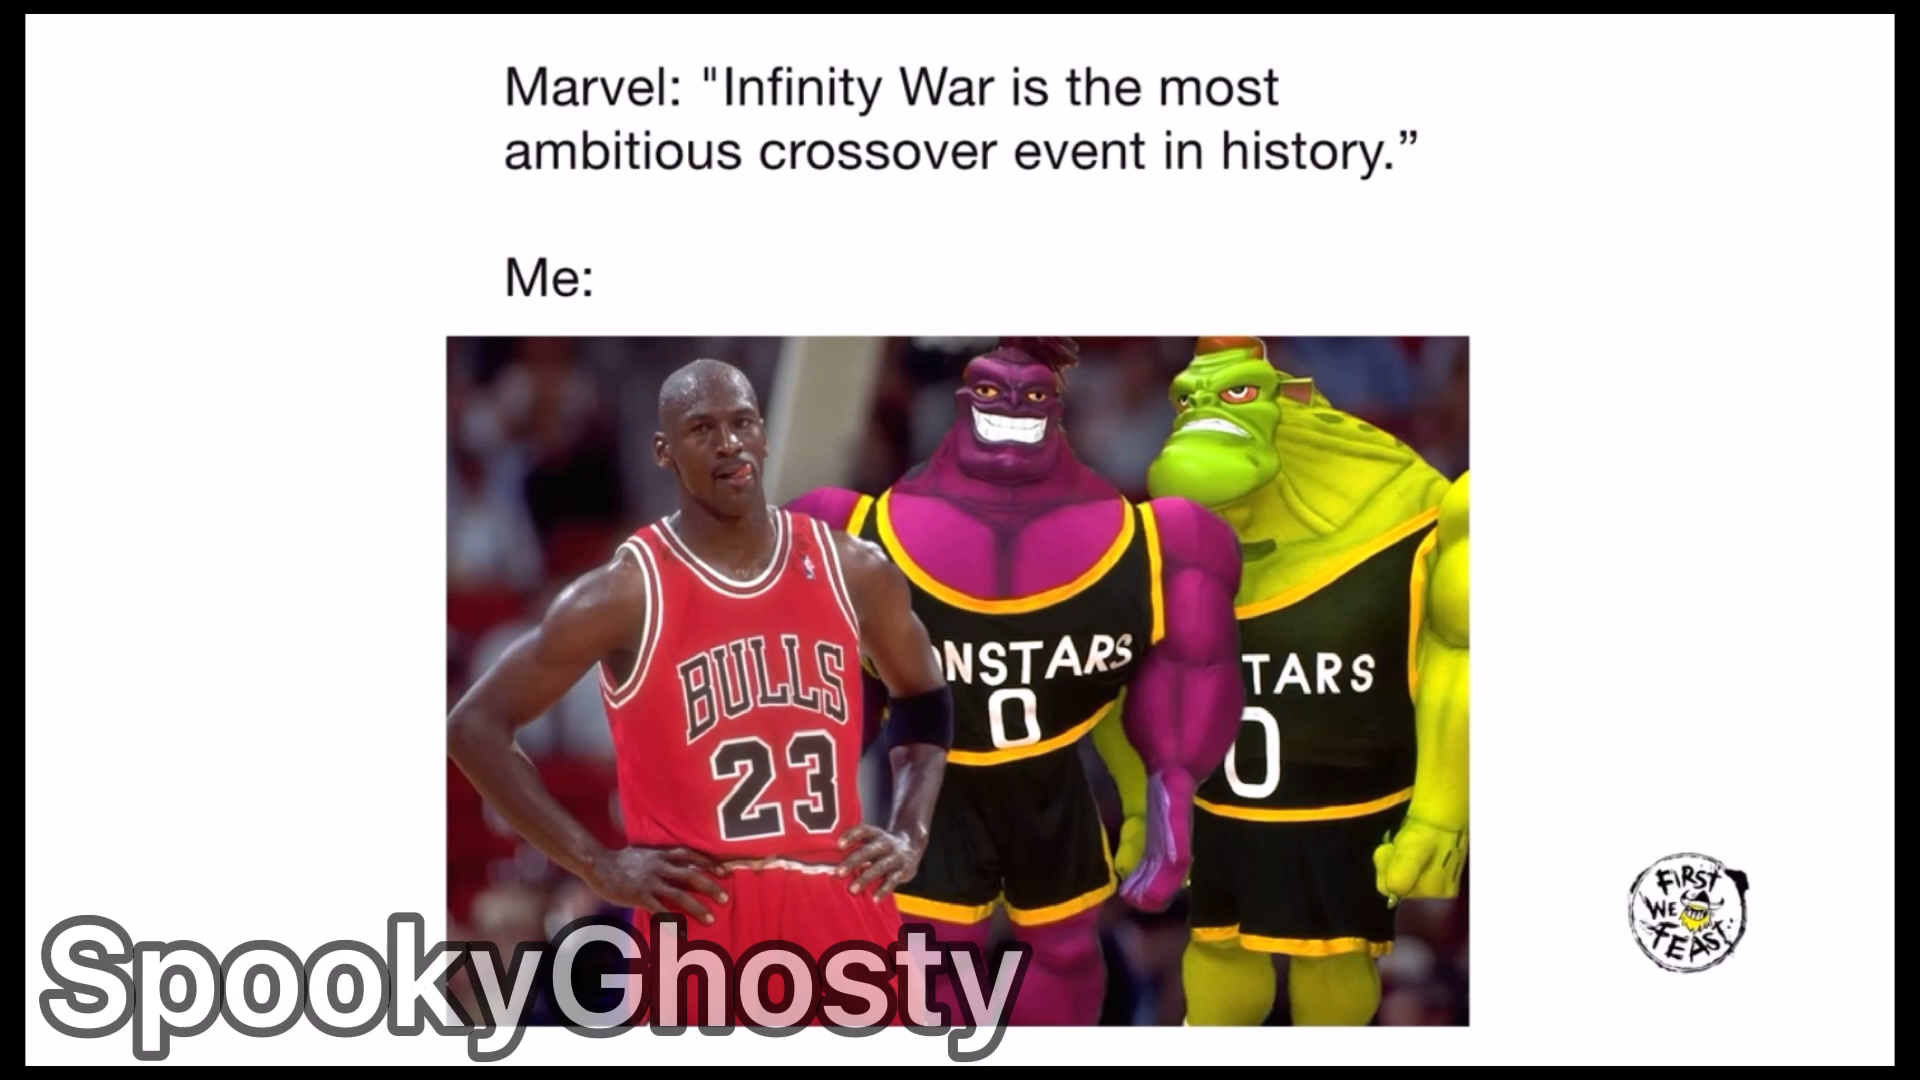 Marvel: "Infinity War is the most
ambitious crossover event in history.”
Me:
BULLS
23
NSTARS
0
TARS
0
FIRST
WE
FEAST
SpookyGhosty